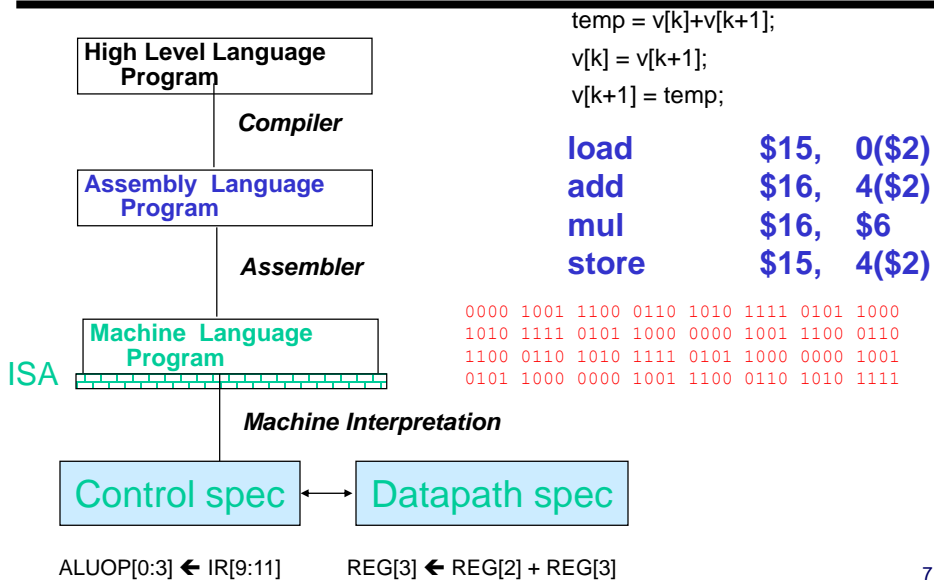 temp = v[k]+v[k+1];
v[k] = v[k+1];
v[k+1] = temp;
High Level Language
Program
Compiler
load $15, 0($2)
add $16, 4($2)
mul $16, $6
store $15, 4($2)
Assembly Language
Program
Assembler
0000 1001 1100 0110 1010 1111 0101 1000
1010 1111 0101 1000 0000 1001 1100 0110
1100 0110 1010 1111 0101 1000 0000 1001
0101 1000 0000 1001 1100 0110 1010 1111
Machine Language
Program
ISA
Machine Interpretation
Control spec
Datapath spec
ALUOP[0:3] 🡸 IR[9:11]
REG[3] 🡸 REG[2] + REG[3]
7